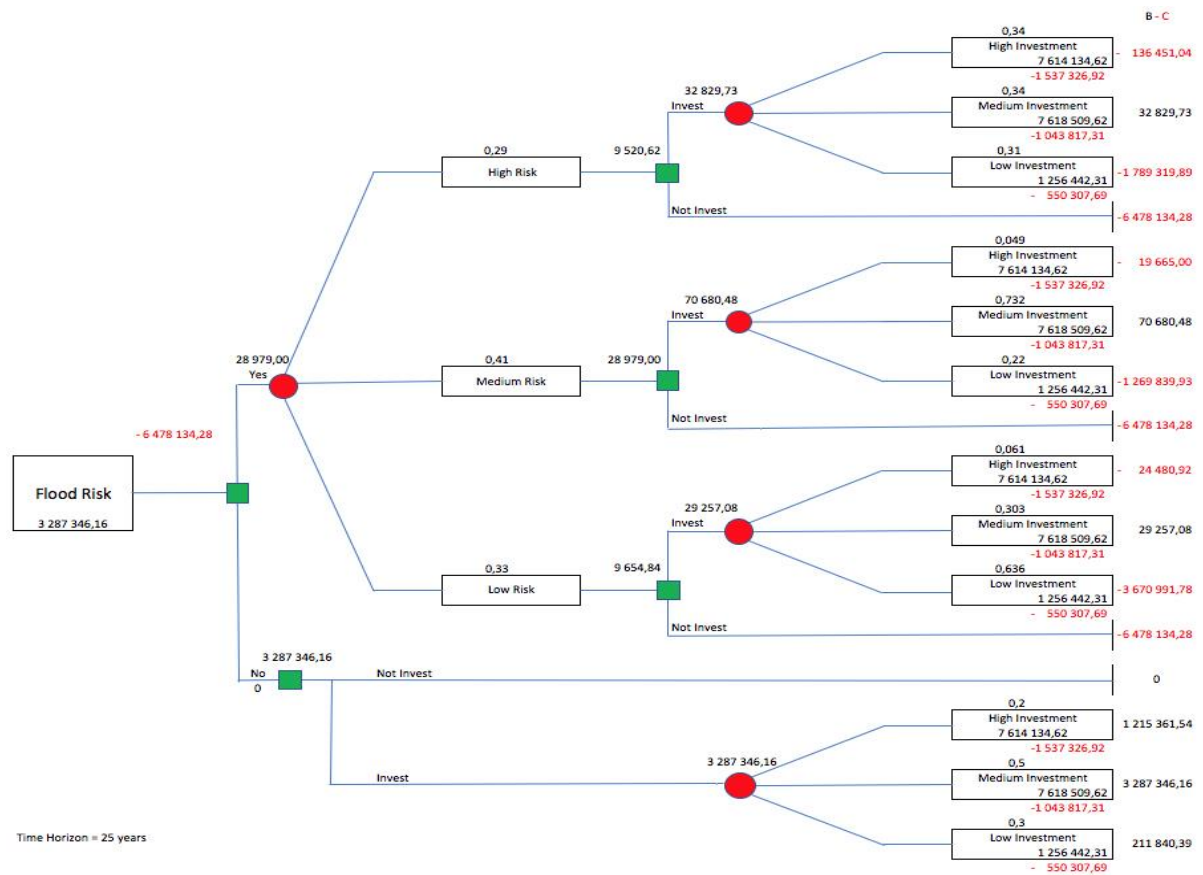 B - C
0,34
High Investment
7 614 134,62
-1 537 326,92
- 136 451,04
32 829,73
Invest
0,34
Medium Investment
7 618 509,62
-1 043 817,31
32 829,73
0,29
High Risk
9 520,62
0,31
Low Investment
1 256 442,31
- 550 307,69
-1 789 319,89
Not Invest
-6 478 134,28
0,049
High Investment
7 614 134,62
-1 537 326,92
- 19 665,00
70 680,48
Invest
0,732
Medium Investment
7 618 509,62
-1 043 817,31
70 680,48
28 979,00
Yes
0,41
Medium Risk
28 979,00
0,22
Low Investment
1 256 442,31
- 550 307,69
-1 269 839,93
Not Invest
-6 478 134,28
- 6 478 134,28
Flood Risk
3 287 346,16
0,061
High Investment
7 614 134,62
-1 537 326,92
- 24 480,92
29 257,08
Invest
0,303
Medium Investment
7 618 509,62
-1 043 817,31
29 257,08
0,33
Low Risk
9 654,84
0,636
Low Investment
1 256 442,31
- 550 307,69
-3 670 991,78
Not Invest
-6 478 134,28
3 287 346,16
No
0
Not Invest
0
0,2
High Investment
7 614 134,62
-1 537 326,92
1 215 361,54
Invest
3 287 346,16
0,5
Medium Investment
7 618 509,62
-1 043 817,31
3 287 346,16
0,3
Low Investment
1 256 442,31
- 550 307,69
211 840,39
Time Horizon = 25 years